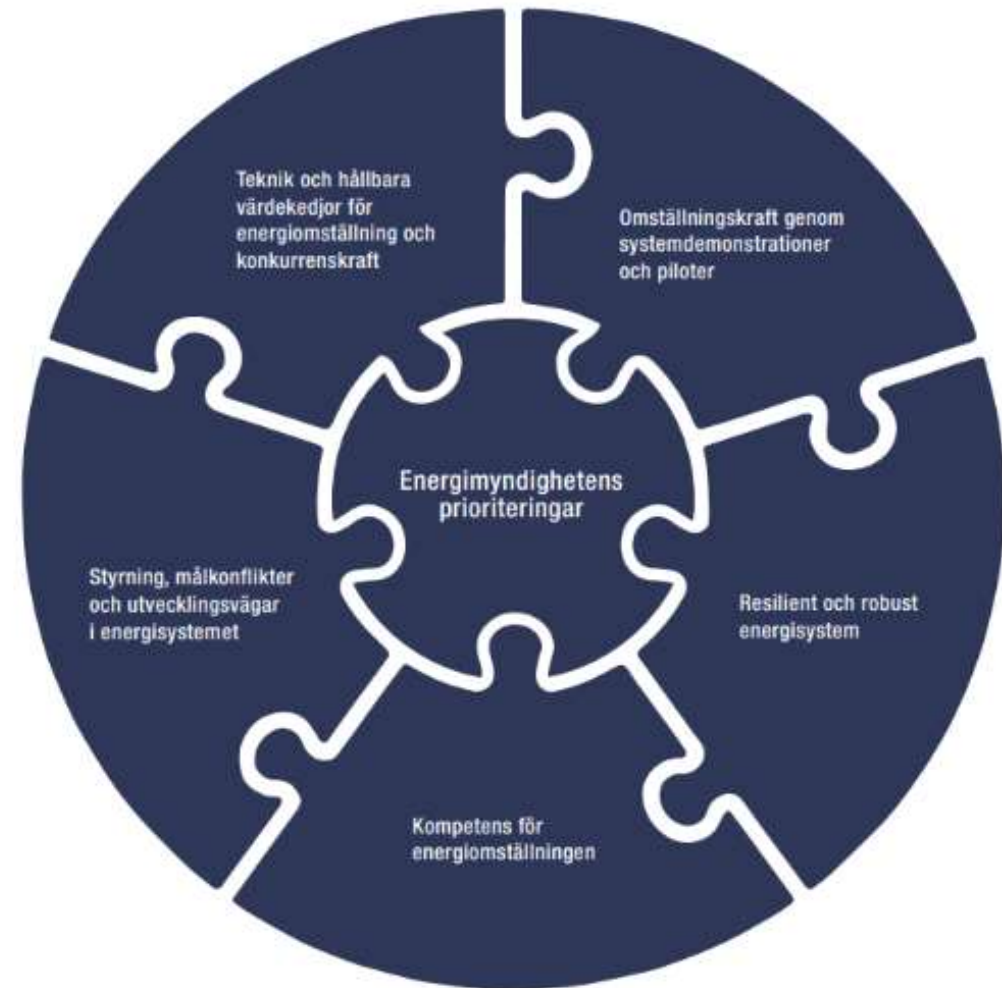 Teknik och hållbara
värdekedjor för
energiomställning och
konkurrenskraft
Omställningskraft genom
systemdemonstrationer
och piloter
Energimyndighetens
prioriteringar
Styrning, målkonflikter
och utvecklingsvägar
i energisystemet
Resilient och robust
energisystem
Kompetens för
energiomställningen